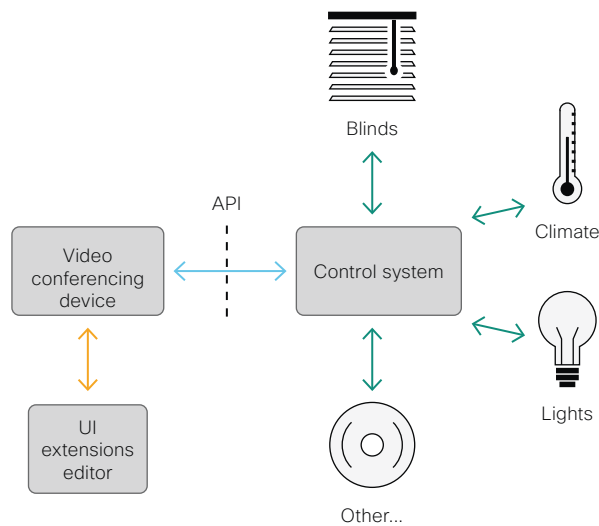 Blinds
Climate
API
Video
conferencing
device
Control system
UI
extensions
editor
Lights
Other...